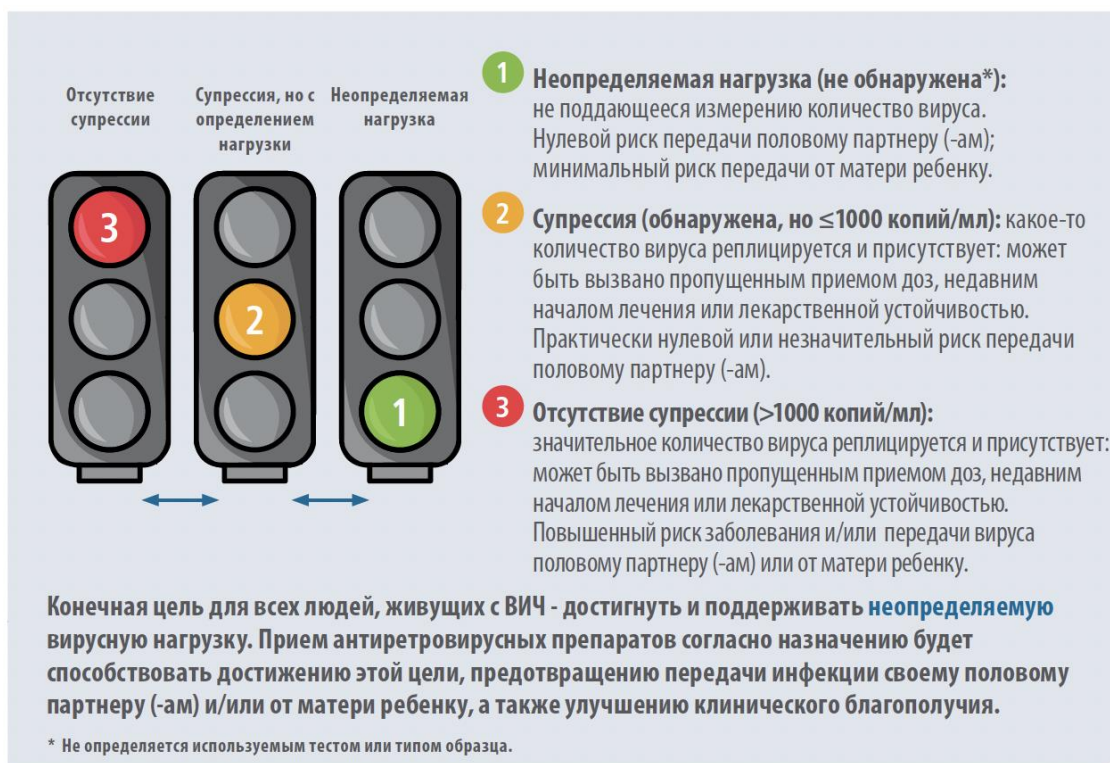 Отсутствие
супрессии
Супрессия, но с
определением
нагрузки
Неопределяемая
нагрузка
3
2
1
1
Неопределяемая нагрузка (не обнаружена*):
не поддающееся измерению количество вируса.
Нулевой риск передачи половому партнеру (-ам);
минимальный риск передачи от матери ребенку.
2
Супрессия (обнаружена, но ≤1000 копий/мл): какое-то
количество вируса реплицируется и присутствует: может
быть вызвано пропущенным приемом доз, недавним
началом лечения или лекарственной устойчивостью.
Практически нулевой или незначительный риск передачи
половому партнеру (-ам).
3
Отсутствие супрессии (>1000 копий/мл):
значительное количество вируса реплицируется и присутствует:
может быть вызвано пропущенным приемом доз, недавним
началом лечения или лекарственной устойчивостью.
Повышенный риск заболевания и/или передачи вируса
половому партнеру (-ам) или от матери ребенку.
Конечная цель для всех людей, живущих с ВИЧ - достигнуть и поддерживать неопределяемую
вирусную нагрузку. Прием антиретровирусных препаратов согласно назначению будет
способствовать достижению этой цели, предотвращению передачи инфекции своему половому
партнеру (-ам) и/или от матери ребенку, а также улучшению клинического благополучия.
* Не определяется используемым тестом или типом образца.